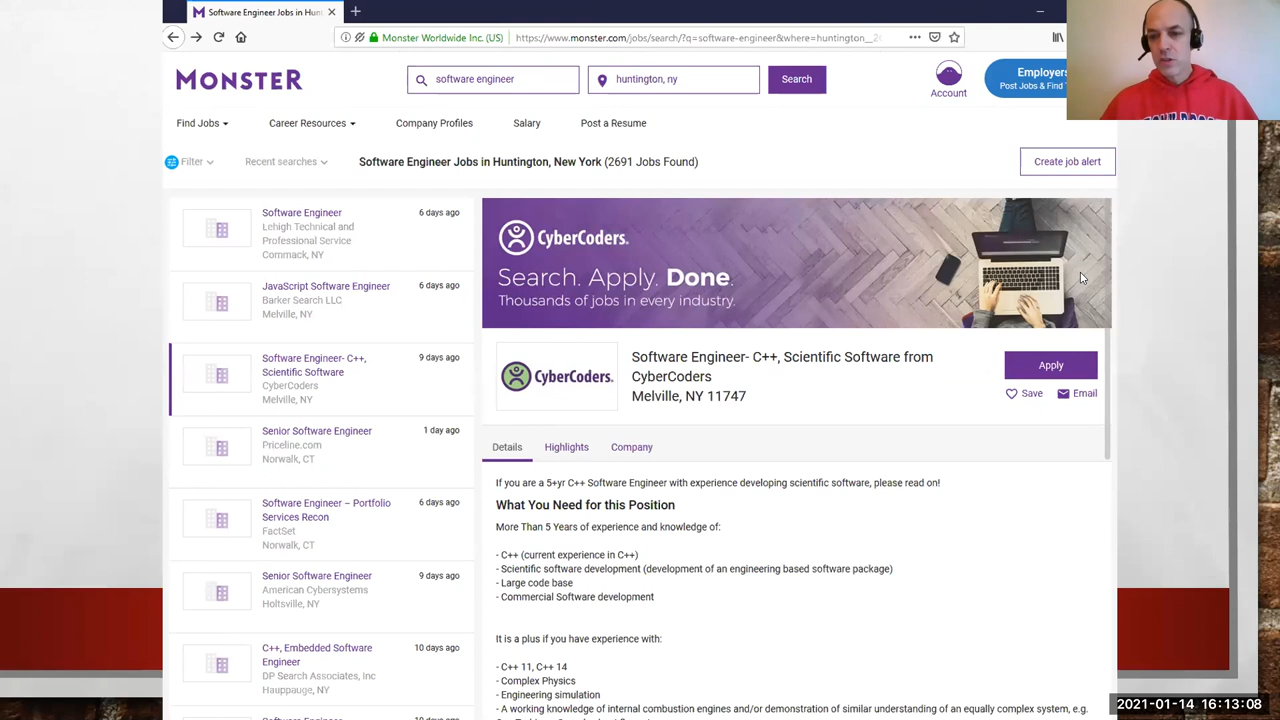 Software Engineer Jobs in Hun
Monster Worldwide Inc. (US)
https://www.monster.com/jobs/search/?q=software-engineer&where=huntington__2
MONSTER
software engineer
huntington, ny
Search
Account
Employers
Post Jobs & Find
Find Jobs
Career Resources
Company Profiles
Salary
Post a Resume
Filter
Recent searches
Software Engineer Jobs in Huntington, New York (2691 Jobs Found)
Create job alert
Software Engineer
6 days ago
Lehigh Technical and
Professional Service
Commack, NY
JavaScript Software Engineer
6 days ago
Barker Search LLC
Melville, NY
Software Engineer- C++,
9 days ago
Scientific Software
CyberCoders
Melville, NY
Senior Software Engineer
1 day ago
Priceline.com
Norwalk, CT
Software Engineer – Portfolio
6 days ago
Services Recon
FactSet
Norwalk, CT
Senior Software Engineer
9 days ago
American Cybersystems
Holtsville, NY
C++, Embedded Software
10 days ago
Engineer
DP Search Associates, Inc
Hauppauge, NY
CyberCoders.
Search. Apply. Done.
Thousands of jobs in every industry.
CyberCoders.
Software Engineer- C++, Scientific Software from
CyberCoders
Melville, NY 11747
Apply
Save
Email
Details
Highlights
Company
If you are a 5+yr C++ Software Engineer with experience developing scientific software, please read on!
What You Need for this Position
More Than 5 Years of experience and knowledge of:
- C++ (current experience in C++)
- Scientific software development (development of an engineering based software package)
- Large code base
- Commercial Software development
It is a plus if you have experience with:
- C++ 11, C++ 14
- Complex Physics
- Engineering simulation
- A working knowledge of internal combustion engines and/or demonstration of similar understanding of an equally complex system, e.g.
2021-01-14 16:13:08